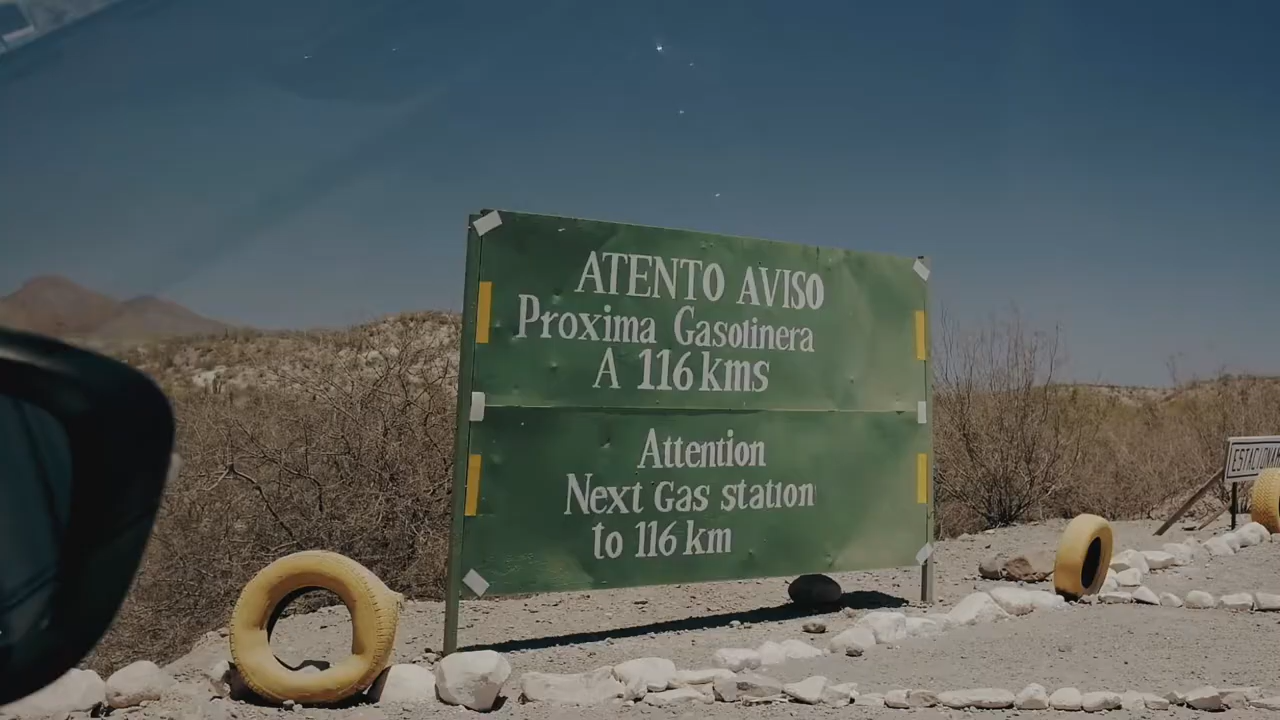 ATENTO AVISO
Proxima Gasolinera
A 116 kms
Attention
Next Gas station
to 116 km